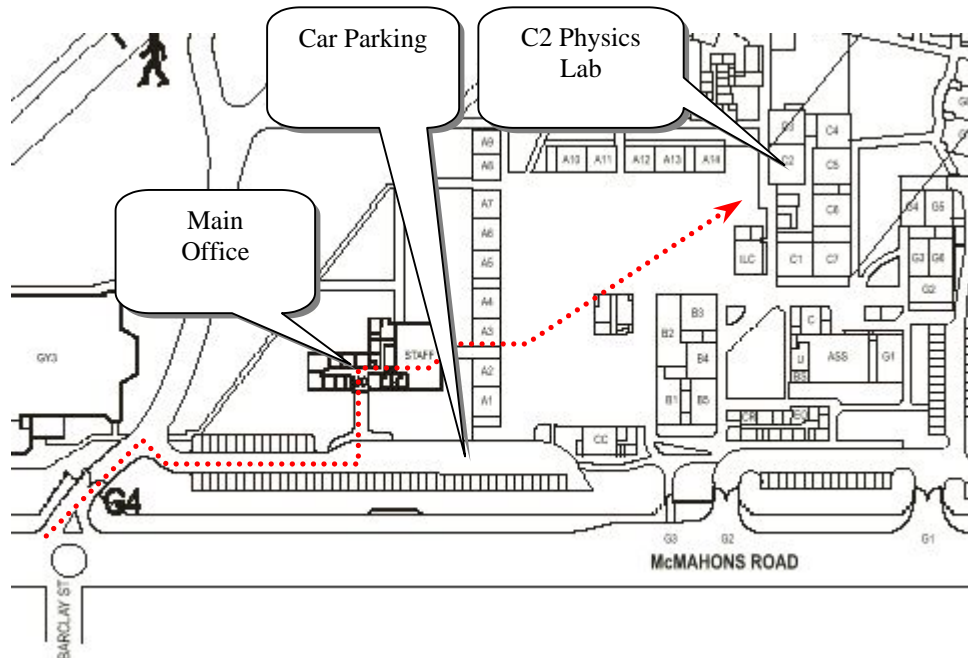 Car Parking
C2 Physics
Lab
Main
Office
A9
A8
A7
A6
A5
A4
A3
A2
A1
A10
A11
A12
A13
A14
C4
C2
C5
C6
C1
C7
ILC
G4
G5
G3
G6
G2
GY3
STAFF
B3
B2
B4
B1
B5
C
U
BS
ASS
G1
CR
CC
G4
G3
G2
G1
McMAHONS ROAD
BARCLAY ST